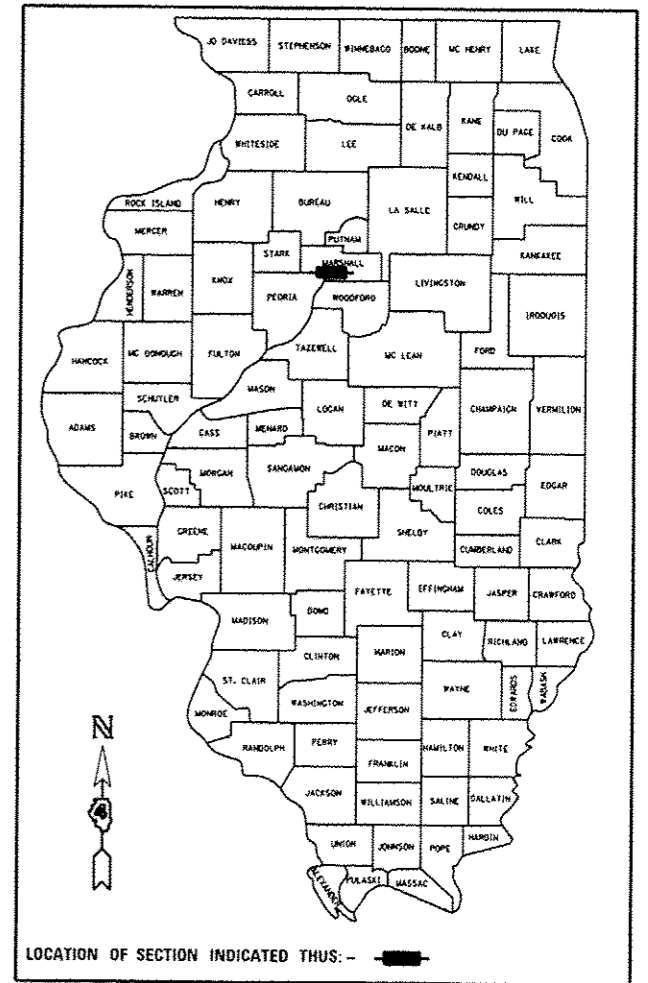 JO DAVIESS STEPHENSON WINNEBAGO BOONE MC HENRY LAKE
CARROLL OGLE DE KALB KANE DU PAGE COOK
WHITESIDE LEE KENDALL WILL
ROCK ISLAND HENRY BUREAU LA SALLE GRUNDY
MERCER PUTNAM KANKAKEE
STARK MARSHALL
HENDERSON WARREN KNOX PEORIA WOODFORD LIVINGSTON IROQUOIS
HANCOCK MC DONOUGH FULTON TAZEWELL MC LEAN FORD
MASON
SCHUYLER LOGAN DE WITT CHAMPAIGN VERMILION
ADAMS BROWN CASS MENARD MACON PIATT
MORGAN SANGAMON DOUGLAS EDGAR
PIKE SCOTT CHRISTIAN MOULTRIE COLES
GREENE MACOUPIN MONTGOMERY SHELBY CUMBERLAND CLARK
CALHOUN JERSEY FAYETTE EFFINGHAM JASPER CRAWFORD
MADISON BOND
CLAY RICHLAND LAWRENCE
CLINTON MARION
ST. CLAIR WAYNE EDWARDS WABASH
MONROE WASHINGTON JEFFERSON
RANDOLPH PERRY HAMILTON WHITE
FRANKLIN
JACKSON WILLIAMSON SALINE GALLATIN
UNION JOHNSON POPE HARDIN
ALEXANDER PULASKI MASSAC
N
4
LOCATION OF SECTION INDICATED THUS:-